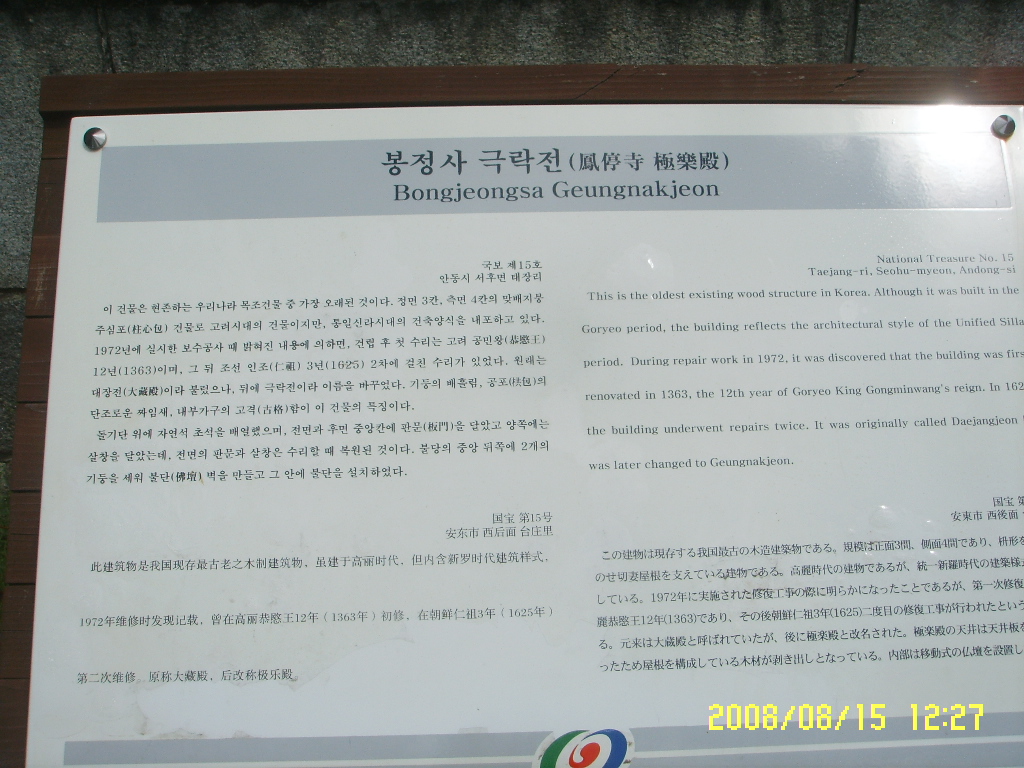 봉정사 극락전(鳳停寺 極樂殿)
Bongjeongsa Geungnakjeon
국보 제15호
안동시 서후면 태장리
이 건물은 현존하는 우리나라 목조건물 중 가장 오래된 것이다. 정면 3칸, 측면 4칸의 맞배지붕
주심포(柱心包) 건물로 고려시대의 건물이지만, 통일신라시대의 건축양식을 내포하고 있다.
1972년에 실시한 보수공사 때 밝혀진 내용에 의하면, 건립 후 첫 수리는 고려 공민왕(恭愍王)
12년(1363)이며, 그 뒤 조선 인조(仁祖) 3년(1625) 2차에 걸친 수리가 있었다. 원래는
대장전(大藏殿)이라 불렀으나, 뒤에 극락전이라 이름을 바꾸었다. 기둥의 배흘림, 공포(栱包)의
단조로운 짜임새, 내부가구의 고격(古格)함이 이 건물의 특징이다.
돌기단 위에 자연석 초석을 배열했으며, 전면과 후면 중앙칸에 판문(板門)을 달았고 양쪽에는
살창을 달았는데, 전면의 판문과 살창은 수리할 때 복원된 것이다. 불당의 중앙 뒤쪽에 2개의
기둥을 세워 불단(佛壇) 벽을 만들고 그 안에 불단을 설치하였다.
National Treasure No. 15
Taejang-ri, Seohu-myeon, Andong-si
This is the oldest existing wood structure in Korea. Although it was built in the
Goryeo period, the building reflects the architectural style of the Unified Silla
period. During repair work in 1972, it was discovered that the building was firs
renovated in 1363, the 12th year of Goryeo King Gongminwang's reign. In 162
the building underwent repairs twice. It was originally called Daejangjeon
was later changed to Geungnakjeon.
国宝 第15号
安东市 西后面 台庄里
此建筑物是我国现存最古老之木制建筑物，虽建于高丽时代，但内含新罗时代建筑样式，
1972年维修时发现记载，曾在高丽恭愍王12年（1363年）初修，在朝鲜仁祖3年（1625年）
第二次维修。原称大藏殿，后改称极乐殿。
国宝 第
安東市 西後面
この建物は現存する我国最古の木造建築物である。規模は正面3間、側面4間であり、枡形を
のせ切妻屋根を支えている建物である。高麗時代の建物であるが、統一新羅時代の建築様
している。1972年に実施された修復工事の際に明らかになったことであるが、第一次修復
麗恭愍王12年(1363)であり、その後朝鮮仁祖3年(1625)二度目の修復工事が行われたという
る。元来は大蔵殿と呼ばれていたが、後に極楽殿と改名された。極楽殿の天井は天井板を
ったため屋根を構成している木材が剥き出しとなっている。内部は移動式の仏壇を設置し
2008/08/15 12:27